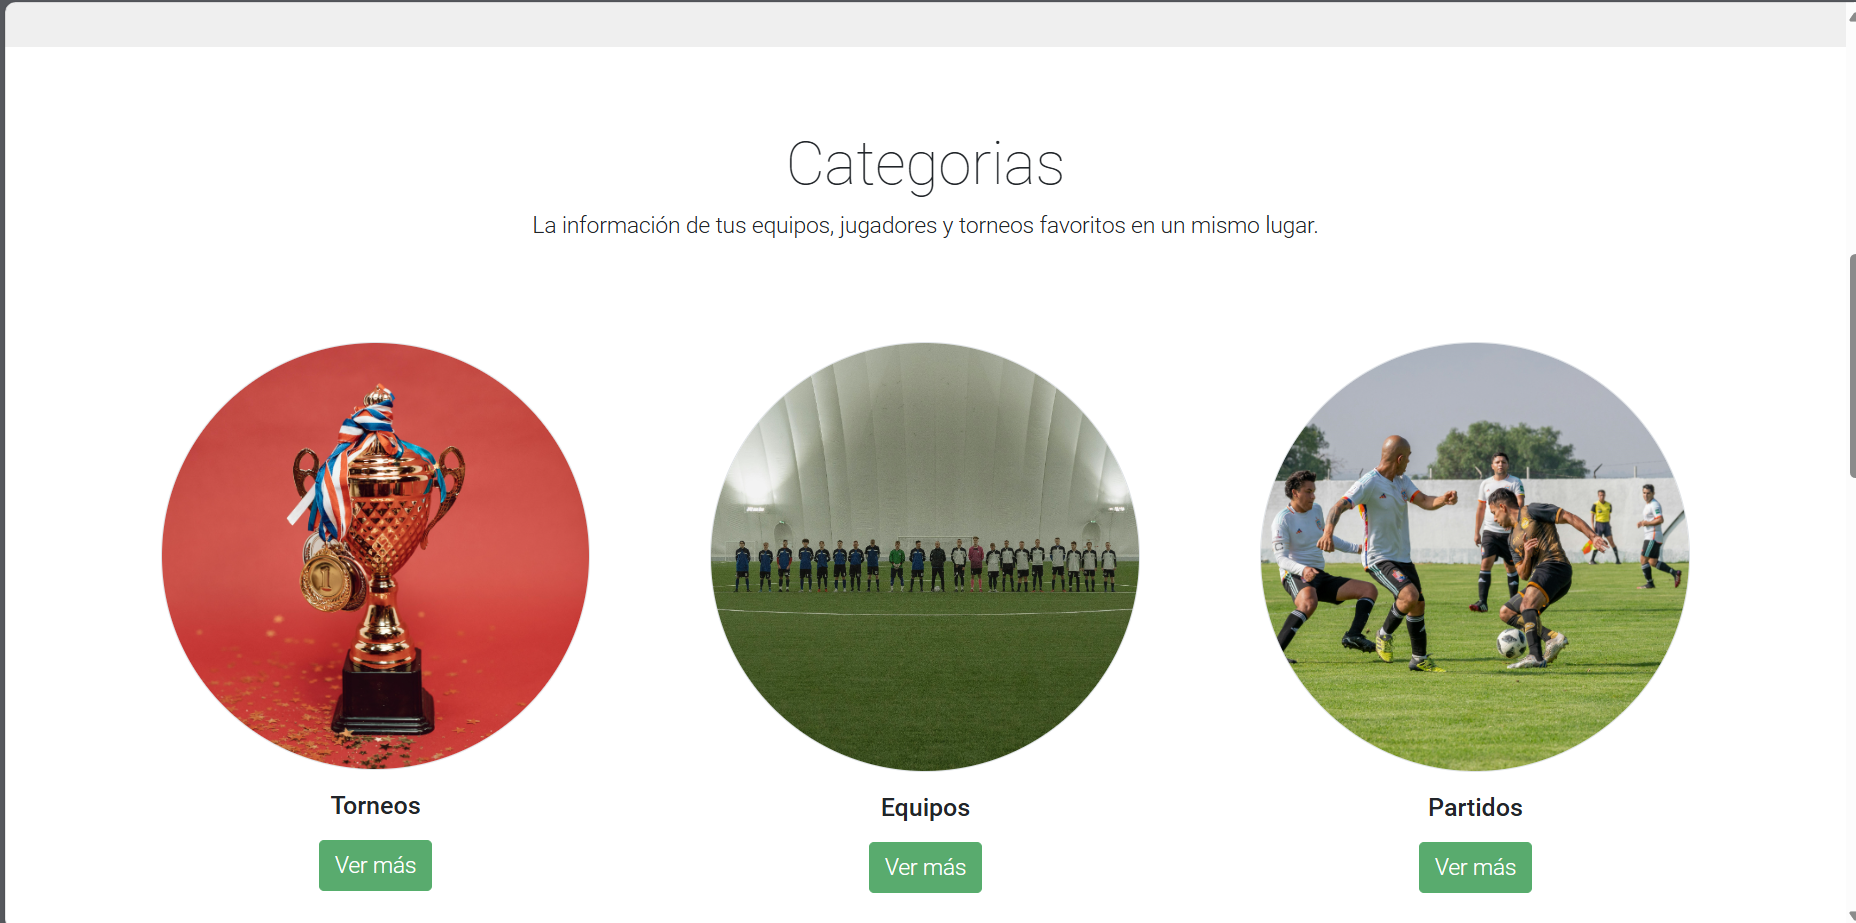 Categorias
La información de tus equipos, jugadores y torneos favoritos en un mismo lugar.
1
Torneos
Equipos
Partidos
Ver más
Ver más
Ver más